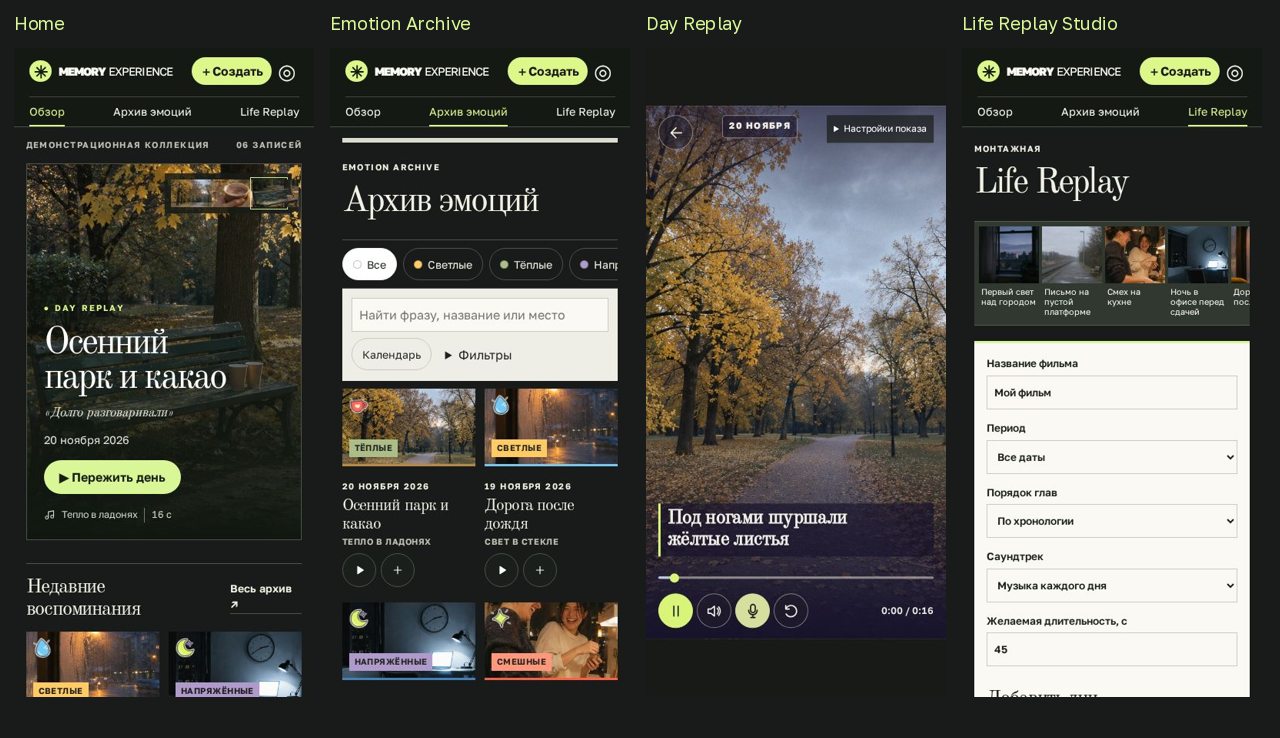 Home
MEMORY EXPERIENCE
+ Создать
Обзор
Архив эмоций
Life Replay
ДЕМОНСТРАЦИОННАЯ КОЛЛЕКЦИЯ
06 ЗАПИСЕЙ
• DAY REPLAY
Осенний
парк и какао
«Долго разговаривали»
20 ноября 2026
▶ Пережить день
Тепло в ладонях
16 с
Недавние
воспоминания
Весь архив
↗
СВЕТЛЫЕ
НАПРЯЖЁННЫЕ
Emotion Archive
MEMORY EXPERIENCE
+ Создать
Обзор
Архив эмоций
Life Replay
EMOTION ARCHIVE
Архив эмоций
Все
Светлые
Тёплые
Напр
Найти фразу, название или место
Календарь
▶ Фильтры
ТЁПЛЫЕ
СВЕТЛЫЕ
20 НОЯБРЯ 2026
Осенний парк и
какао
ТЕПЛО В ЛАДОНЯХ
19 НОЯБРЯ 2026
Дорога после
дождя
СВЕТ В СТЕКЛЕ
НАПРЯЖЁННЫЕ
СМЕШНЫЕ
Day Replay
20 НОЯБРЯ
▶ Настройки показа
Под ногами шуршали
жёлтые листья
0:00 / 0:16
Life Replay Studio
MEMORY EXPERIENCE
+ Создать
Обзор
Архив эмоций
Life Replay
МОНТАЖНАЯ
Life Replay
Первый свет
над городом
Письмо на
пустой
платформе
Смех на
кухне
Ночь в
офисе перед
сдачей
Дор
пос
Название фильма
Мой фильм
Период
Все даты
Порядок глав
По хронологии
Саундтрек
Музыка каждого дня
Желаемая длительность, с
45
Добавить дни